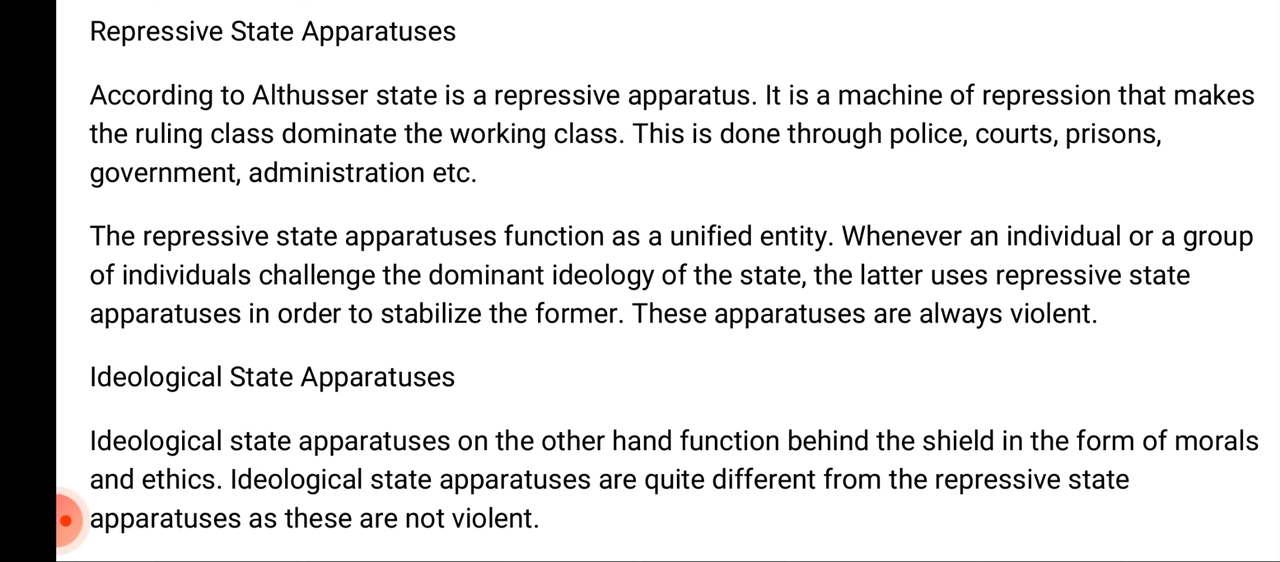 Repressive State Apparatuses
According to Althusser state is a repressive apparatus. It is a machine of repression that makes
the ruling class dominate the working class. This is done through police, courts, prisons,
government, administration etc.
The repressive state apparatuses function as a unified entity. Whenever an individual or a group
of individuals challenge the dominant ideology of the state, the latter uses repressive state
apparatuses in order to stabilize the former. These apparatuses are always violent.
Ideological State Apparatuses
Ideological state apparatuses on the other hand function behind the shield in the form of morals
and ethics. Ideological state apparatuses are quite different from the repressive state
apparatuses as these are not violent.